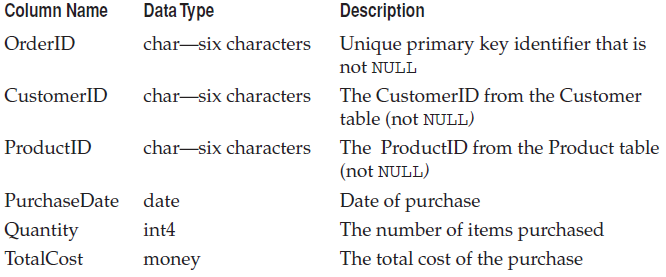 Column Name Data Type Description
OrderID char—six characters Unique primary key identifier that is
not NULL
CustomerID char—six characters The CustomerID from the Customer
table (not NULL)
ProductID char—six characters The ProductID from the Product table
(not NULL)
PurchaseDate date Date of purchase
Quantity int4 The number of items purchased
TotalCost money The total cost of the purchase